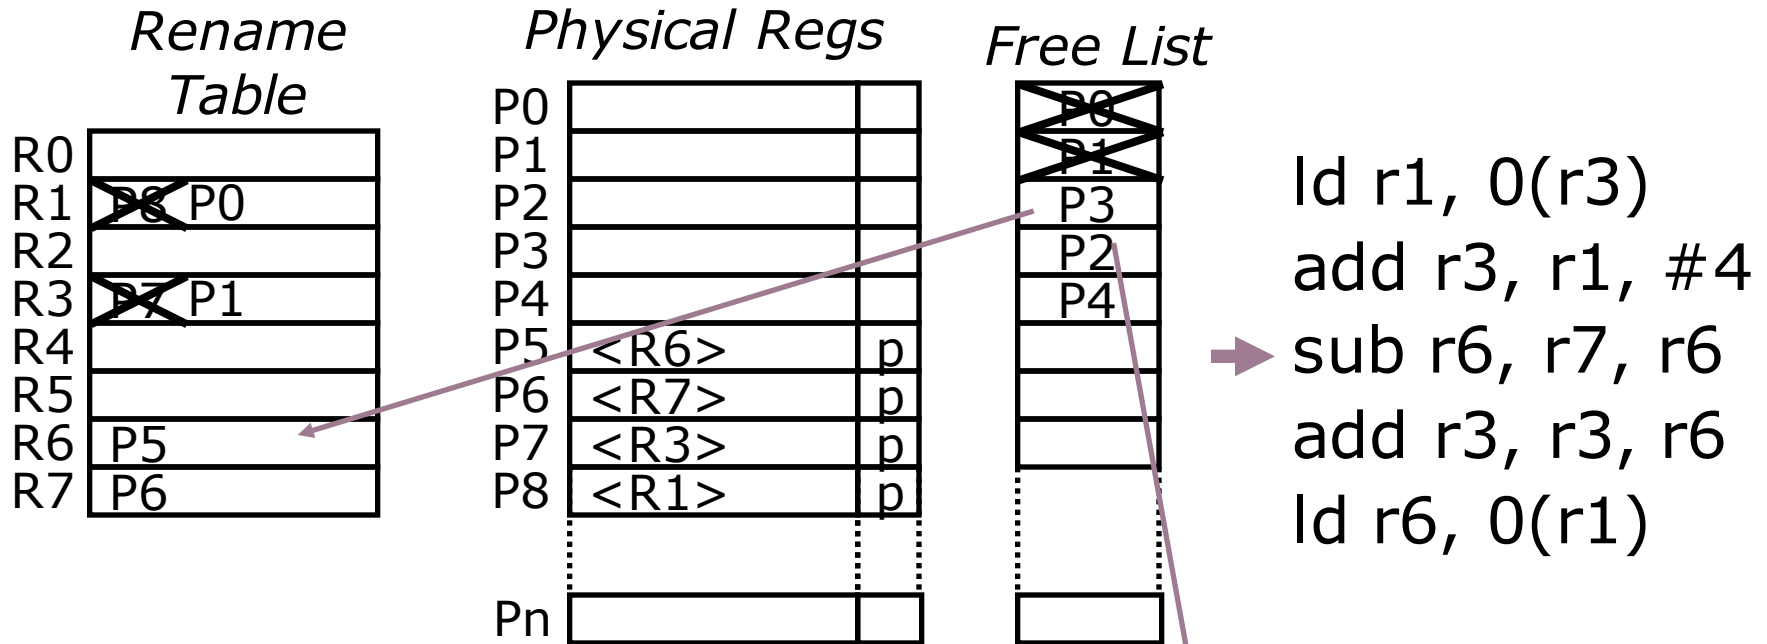 Rename
Table
R0
R1 P8 P0
R2
R3 P7 P1
R4
R5
R6 P5
R7 P6
Physical Regs
P0
P1
P2
P3
P4
P5 <R6> p
P6 <R7> p
P7 <R3> p
P8 <R1> p
Pn
Free List
P0
P1
P3
P2
P4
ld r1, 0(r3)
add r3, r1, #4
sub r6, r7, r6
add r3, r3, r6
ld r6, 0(r1)